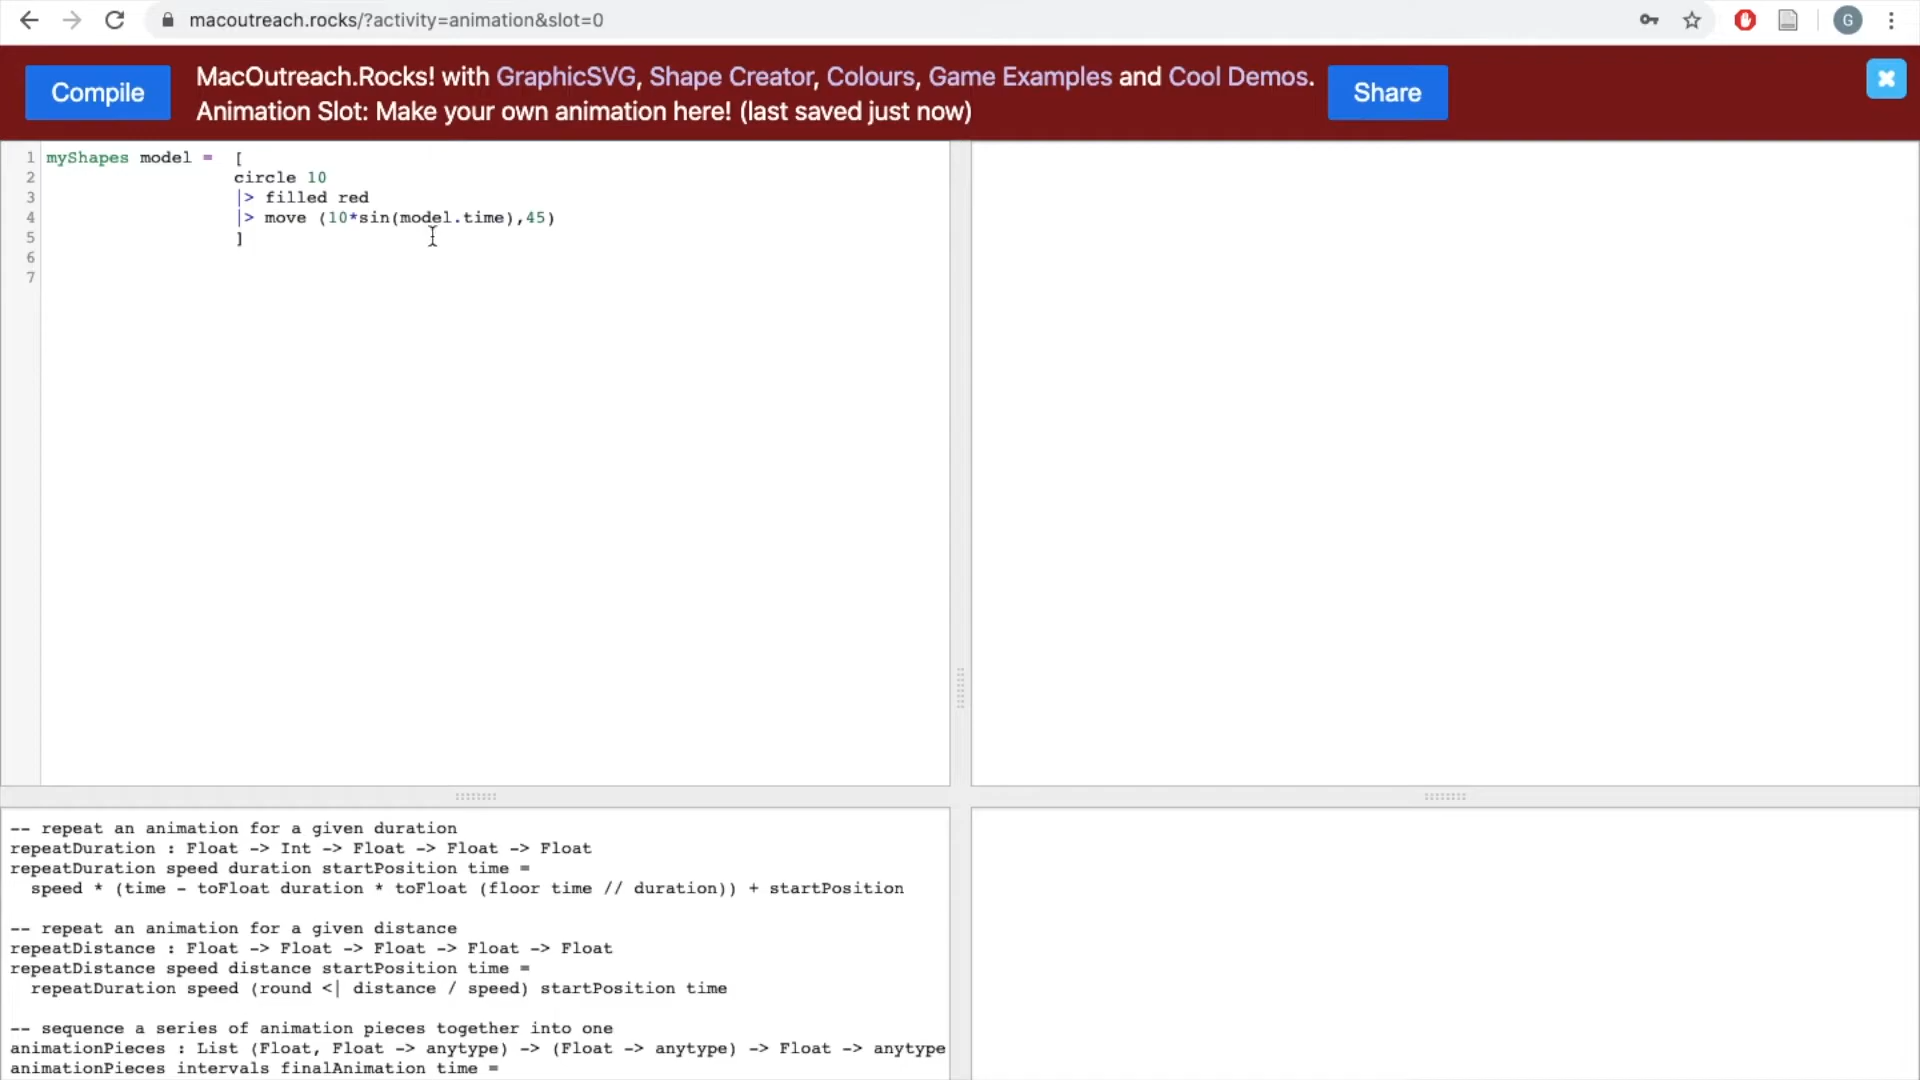 macoutreach.rocks/?activity=animation&slot=0
G
Compile
MacOutreach.Rocks! with GraphicSVG, Shape Creator, Colours, Game Examples and Cool Demos.
Animation Slot: Make your own animation here! (last saved just now)
Share
1 myShapes model = [
2 circle 10
3 |> filled red
4 |> move (10*sin(model.time),45)
5 ]
6
7
-- repeat an animation for a given duration
repeatDuration : Float -> Int -> Float -> Float -> Float
repeatDuration speed duration startPosition time =
speed * (time - toFloat duration * toFloat (floor time // duration)) + startPosition
-- repeat an animation for a given distance
repeatDistance : Float -> Float -> Float -> Float -> Float
repeatDistance speed distance startPosition time =
repeatDuration speed (round <| distance / speed) startPosition time
-- sequence a series of animation pieces together into one
animationPieces : List (Float, Float -> anytype) -> (Float -> anytype) -> Float -> anytype
animationPieces intervals finalAnimation time =